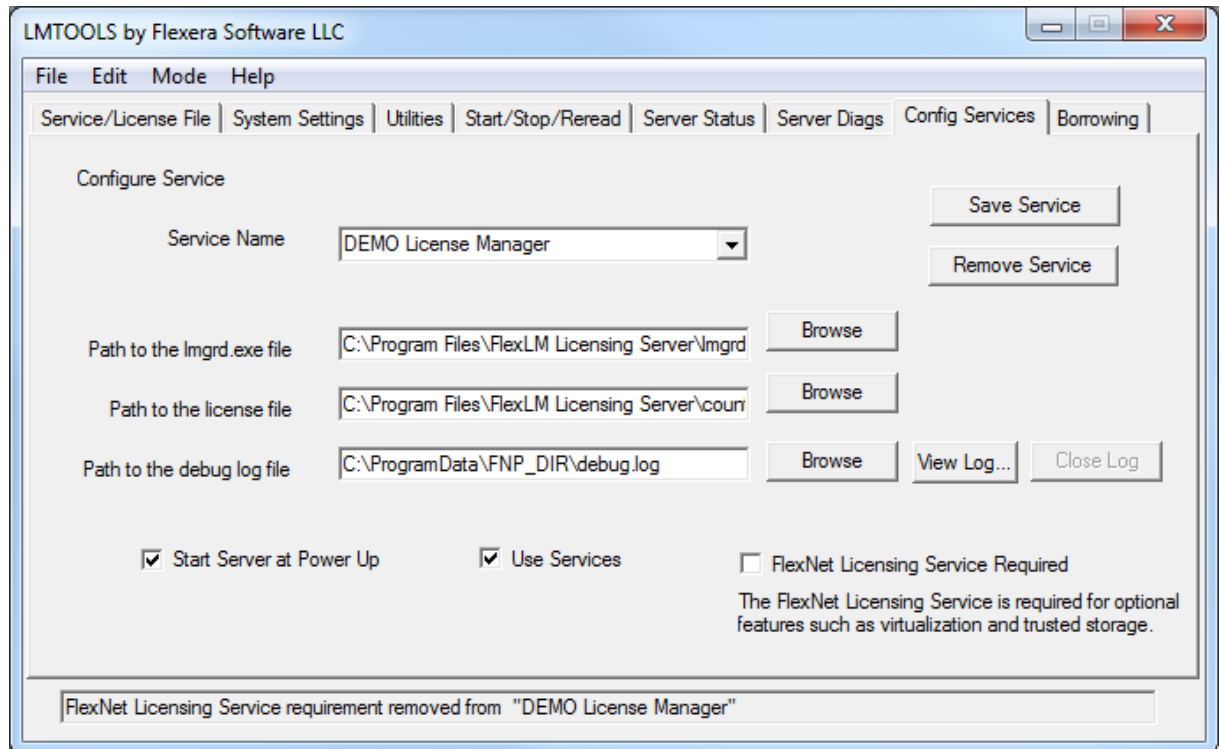 LMTOOLS by Flexera Software LLC
File Edit Mode Help
Service/License File System Settings Utilities Start/Stop/Reread Server Status Server Diags Config Services Borrowing
Configure Service
Save Service
Service Name DEMO License Manager
Remove Service
Path to the lmgrd.exe file C:\Program Files\FlexLM Licensing Server\lmgrd Browse
Path to the license file C:\Program Files\FlexLM Licensing Server\coun Browse
Path to the debug log file C:\ProgramData\FNP_DIR\debug.log Browse View Log... Close Log
Start Server at Power Up Use Services FlexNet Licensing Service Required
The FlexNet Licensing Service is required for optional
features such as virtualization and trusted storage.
FlexNet Licensing Service requirement removed from "DEMO License Manager"